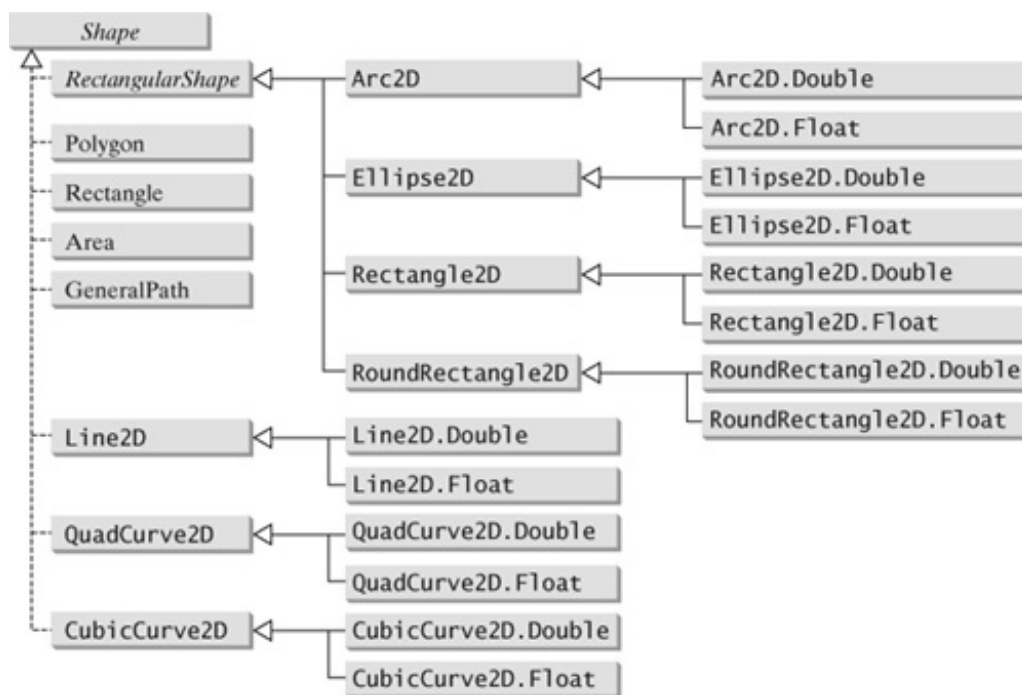 Shape
RectangularShape
Arc2D
Arc2D.Double
Arc2D.Float
Polygon
Ellipse2D
Ellipse2D.Double
Rectangle
Ellipse2D.Float
Area
Rectangle2D
Rectangle2D.Double
GeneralPath
Rectangle2D.Float
RoundRectangle2D
RoundRectangle2D.Double
RoundRectangle2D.Float
Line2D
Line2D.Double
Line2D.Float
QuadCurve2D
QuadCurve2D.Double
QuadCurve2D.Float
CubicCurve2D
CubicCurve2D.Double
CubicCurve2D.Float